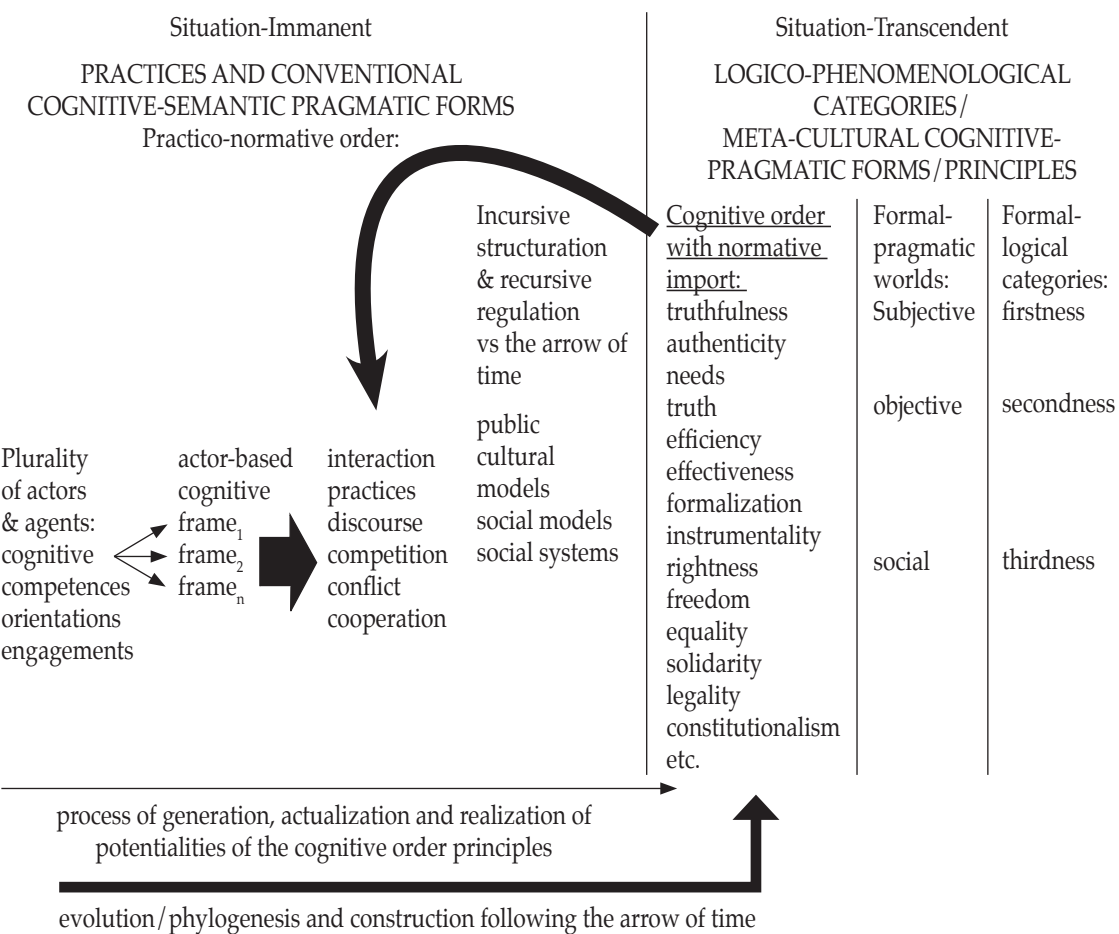 Situation-Immanent
PRACTICES AND CONVENTIONAL
COGNITIVE-SEMANTIC PRAGMATIC FORMS
Practico-normative order:
Situation-Transcendent
LOGICO-PHENOMENOLOGICAL
CATEGORIES/
META-CULTURAL COGNITIVE-
PRAGMATIC FORMS/PRINCIPLES
Plurality
of actors
& agents:
cognitive
competences
orientations
engagements
actor-based
cognitive
frame1
frame2
framen
interaction
practices
discourse
competition
conflict
cooperation
Incursive
structuration
& recursive
regulation
vs the arrow of
time
public
cultural
models
social models
social systems
Cognitive order
with normative
import:
truthfulness
authenticity
needs
truth
efficiency
effectiveness
formalization
instrumentality
rightness
freedom
equality
solidarity
legality
constitutionalism
etc.
Formal-
pragmatic
worlds:
Subjective
objective
social
Formal-
logical
categories:
firstness
secondness
thirdness
process of generation, actualization and realization of
potentialities of the cognitive order principles
evolution/phylogenesis and construction following the arrow of time